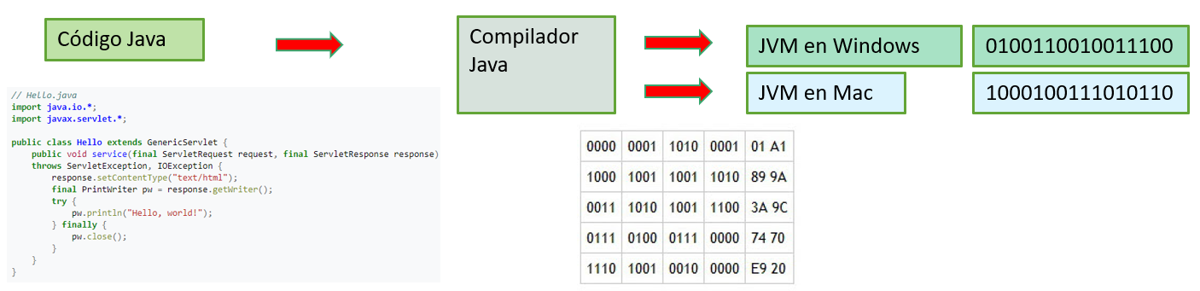 Código Java
Compilador
Java
JVM en Windows
0100110010011100
JVM en Mac
1000100111010110
// Hello.java
import java.io.*;
import javax.servlet.*;
public class Hello extends GenericServlet {
public void service(final ServletRequest request, final ServletResponse response)
throws ServletException, IOException {
response.setContentType("text/html");
final PrintWriter pw = response.getWriter();
try {
pw.println("Hello, world!");
} finally {
pw.close();
}
}
}
0000 0001 1010 0001 01 A1
1000 1001 1001 1010 89 9A
0011 1010 1001 1100 3A 9C
0111 0100 0111 0000 74 70
1110 1001 0010 0000 E9 20